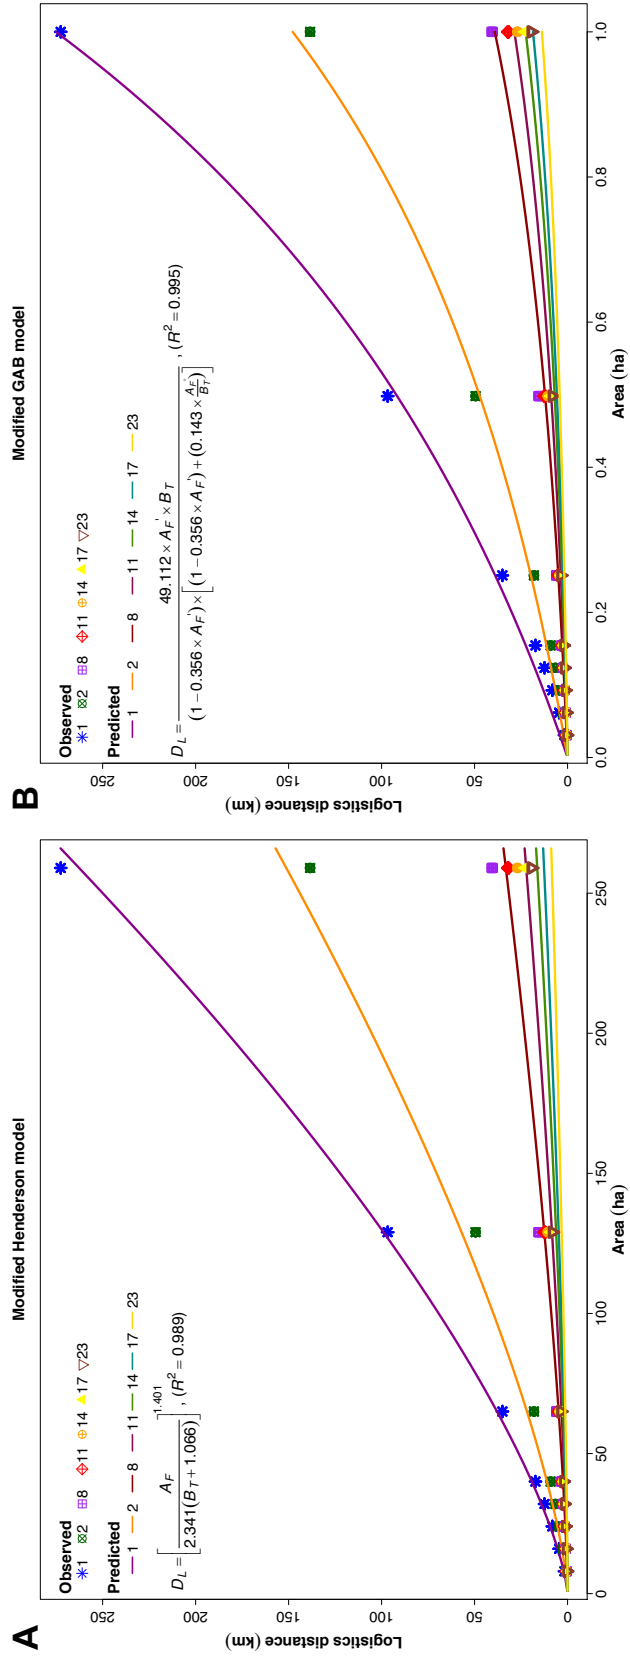 A
Modified Henderson model
Observed
1 2 8 11 14 17 23
Predicted
1 2 8 11 14 17 23
D_L = [A_F / 2.341(B_T + 1.066)]^1.401, (R² = 0.989)
Logistics distance (km)
0 50 100 150 200 250
0 50 100 150 200 250
Area (ha)
B
Modified GAB model
Observed
1 2 8 11 14 17 23
Predicted
1 2 8 11 14 17 23
D_L = 49.112 × A_F' × B_T / (1−0.356 × A_F') × [(1−0.356 × A_F') + (0.143 × A_F' / B_T)], (R² = 0.995)
Logistics distance (km)
0 50 100 150 200 250
0.0 0.2 0.4 0.6 0.8 1.0
Area (ha)